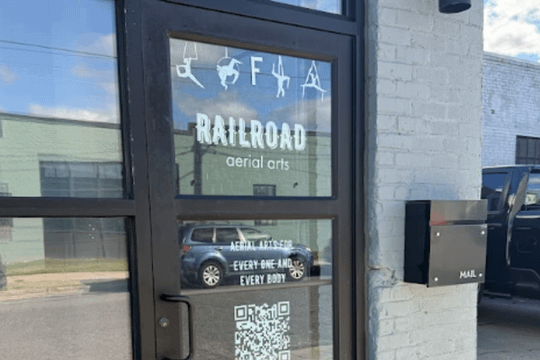 F
RAILROAD
aerial arts
AERIAL ARTS FOR
EVERY ONE AND
EVERY BODY
MAIL